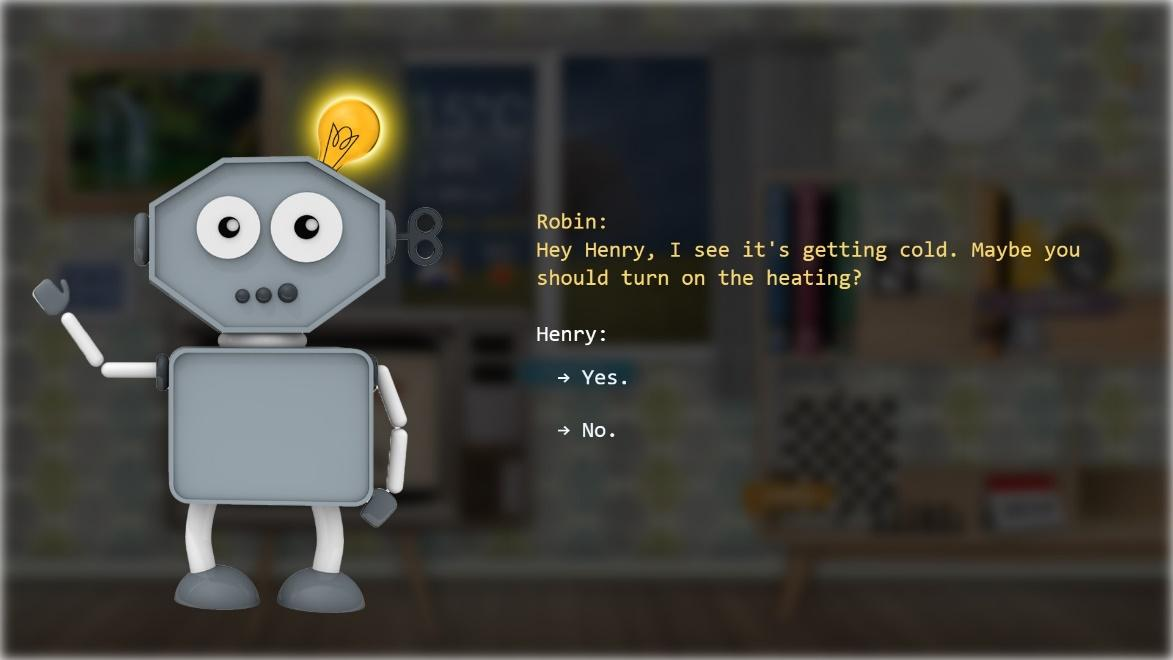 Robin:
Hey Henry, I see it's getting cold. Maybe you
should turn on the heating?
Henry:
→ Yes.
→ No.